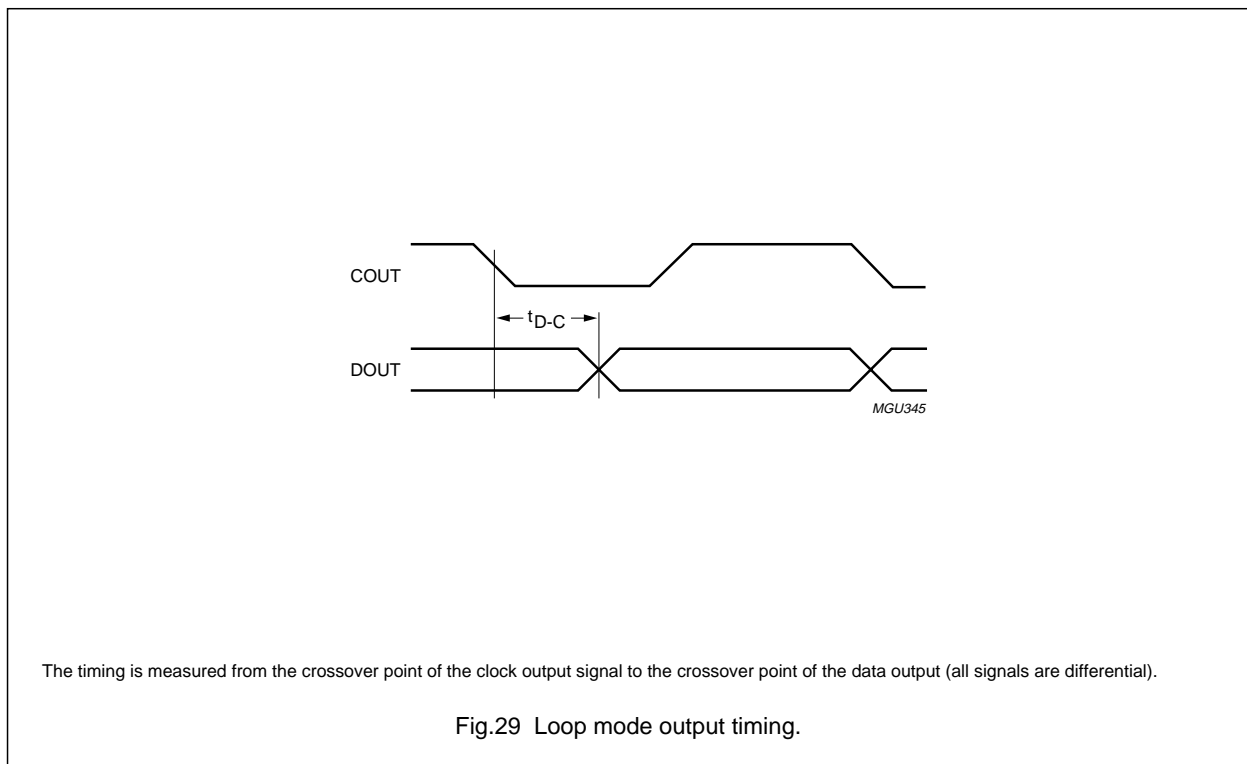 COUT
tD-C
DOUT
MGU345
The timing is measured from the crossover point of the clock output signal to the crossover point of the data output (all signals are differential).
Fig.29 Loop mode output timing.